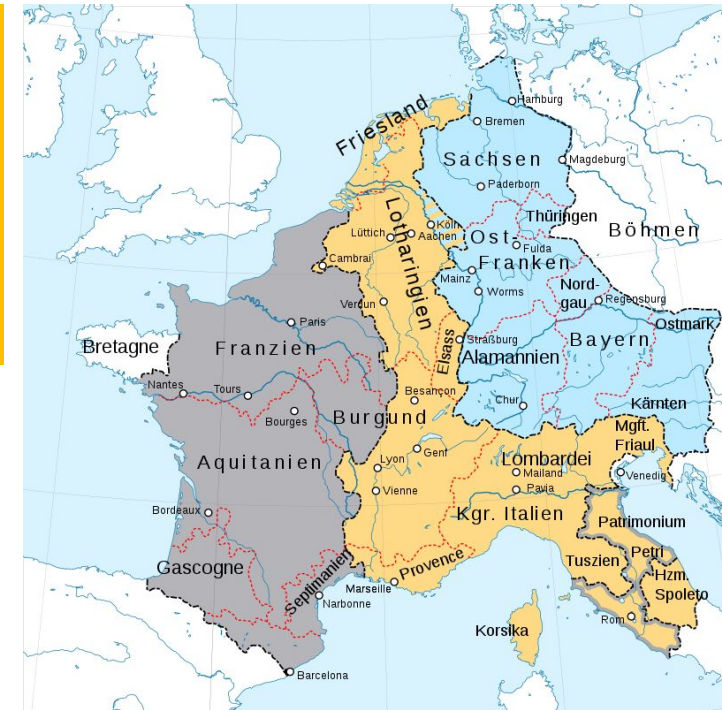 Hamburg
Friesland
Bremen
Sachsen
Magdeburg
Paderborn
Thüringen
Lotharingien
Köln
Lüttich
Aachen
Ost-
Franken
Fulda
Böhmen
Cambrai
Mainz
Worms
Nord-
gau
Regensburg
Verdun
Paris
Ostmark
Bretagne
Franzien
Elsass
Straßburg
Alamannien
Bayern
Nantes
Tours
Besançon
Chur
Kärnten
Bourges
Burgund
Mgft.
Friaul
Genf
Lyon
Lombardei
Aquitanien
Mailand
Venedig
Vienne
Pavia
Kgr. Italien
Bordeaux
Patrimonium
Petri
Gascogne
Septimanien
Provence
Tuszien
Hzm.
Spoleto
Marseille
Narbonne
Korsika
Rom
Barcelona